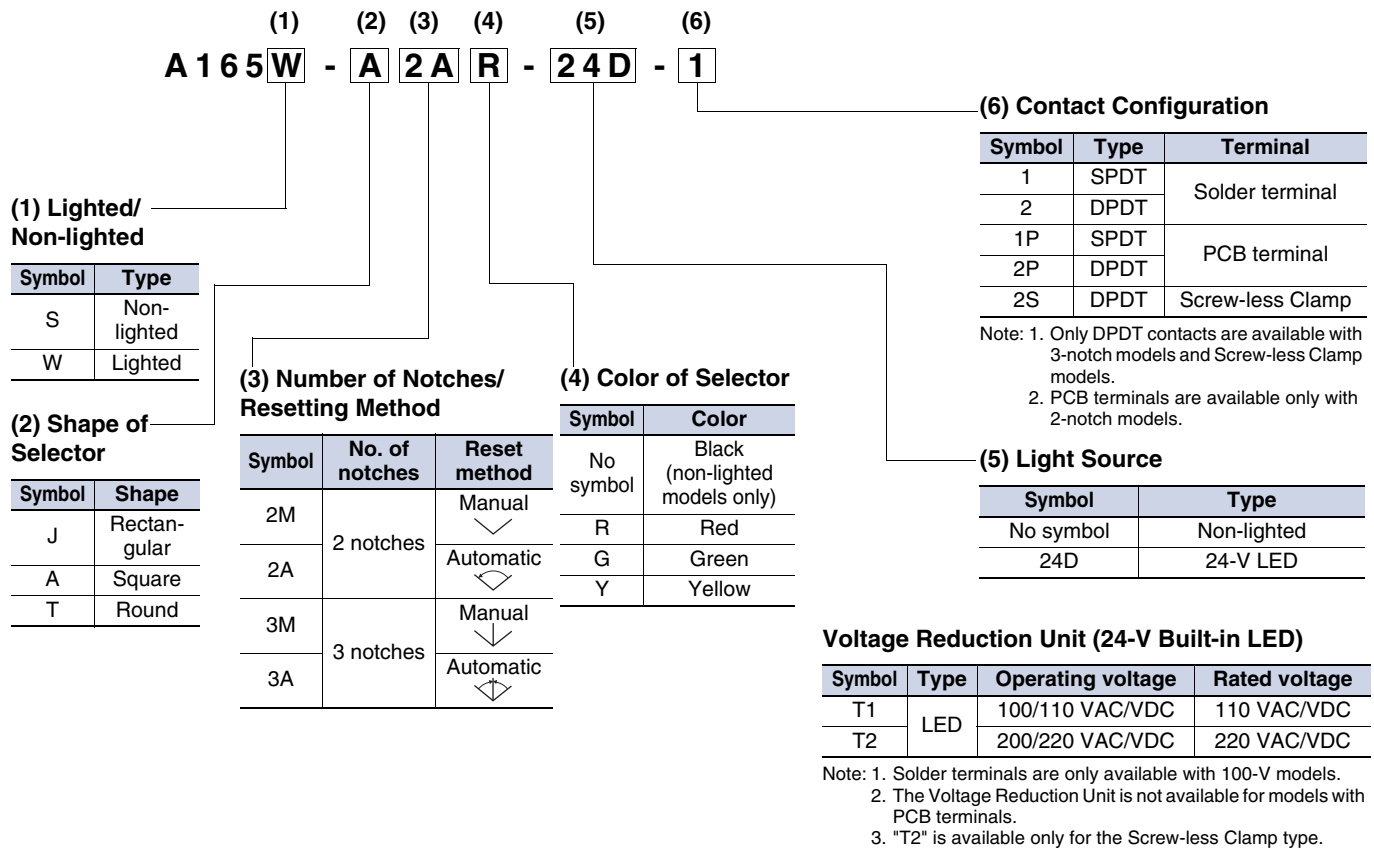 (1) (2) (3) (4) (5) (6)
A165W - A 2A R - 24D - 1
(1) Lighted/
Non-lighted
Symbol Type
S Non-
lighted
W Lighted
(2) Shape of
Selector
Symbol Shape
J Rectan-
gular
A Square
T Round
(3) Number of Notches/
Resetting Method
Symbol No. of
notches Reset
method
2M 2 notches Manual
2A Automatic
3M 3 notches Manual
3A Automatic
(4) Color of Selector
Symbol Color
No
symbol Black
(non-lighted
models only)
R Red
G Green
Y Yellow
(6) Contact Configuration
Symbol Type Terminal
1 SPDT Solder terminal
2 DPDT
1P SPDT PCB terminal
2P DPDT
2S DPDT Screw-less Clamp
Note: 1. Only DPDT contacts are available with
3-notch models and Screw-less Clamp
models.
2. PCB terminals are available only with
2-notch models.
(5) Light Source
Symbol Type
No symbol Non-lighted
24D 24-V LED
Voltage Reduction Unit (24-V Built-in LED)
Symbol Type Operating voltage Rated voltage
T1 LED 100/110 VAC/VDC 110 VAC/VDC
T2 200/220 VAC/VDC 220 VAC/VDC
Note: 1. Solder terminals are only available with 100-V models.
2. The Voltage Reduction Unit is not available for models with
PCB terminals.
3. "T2" is available only for the Screw-less Clamp type.